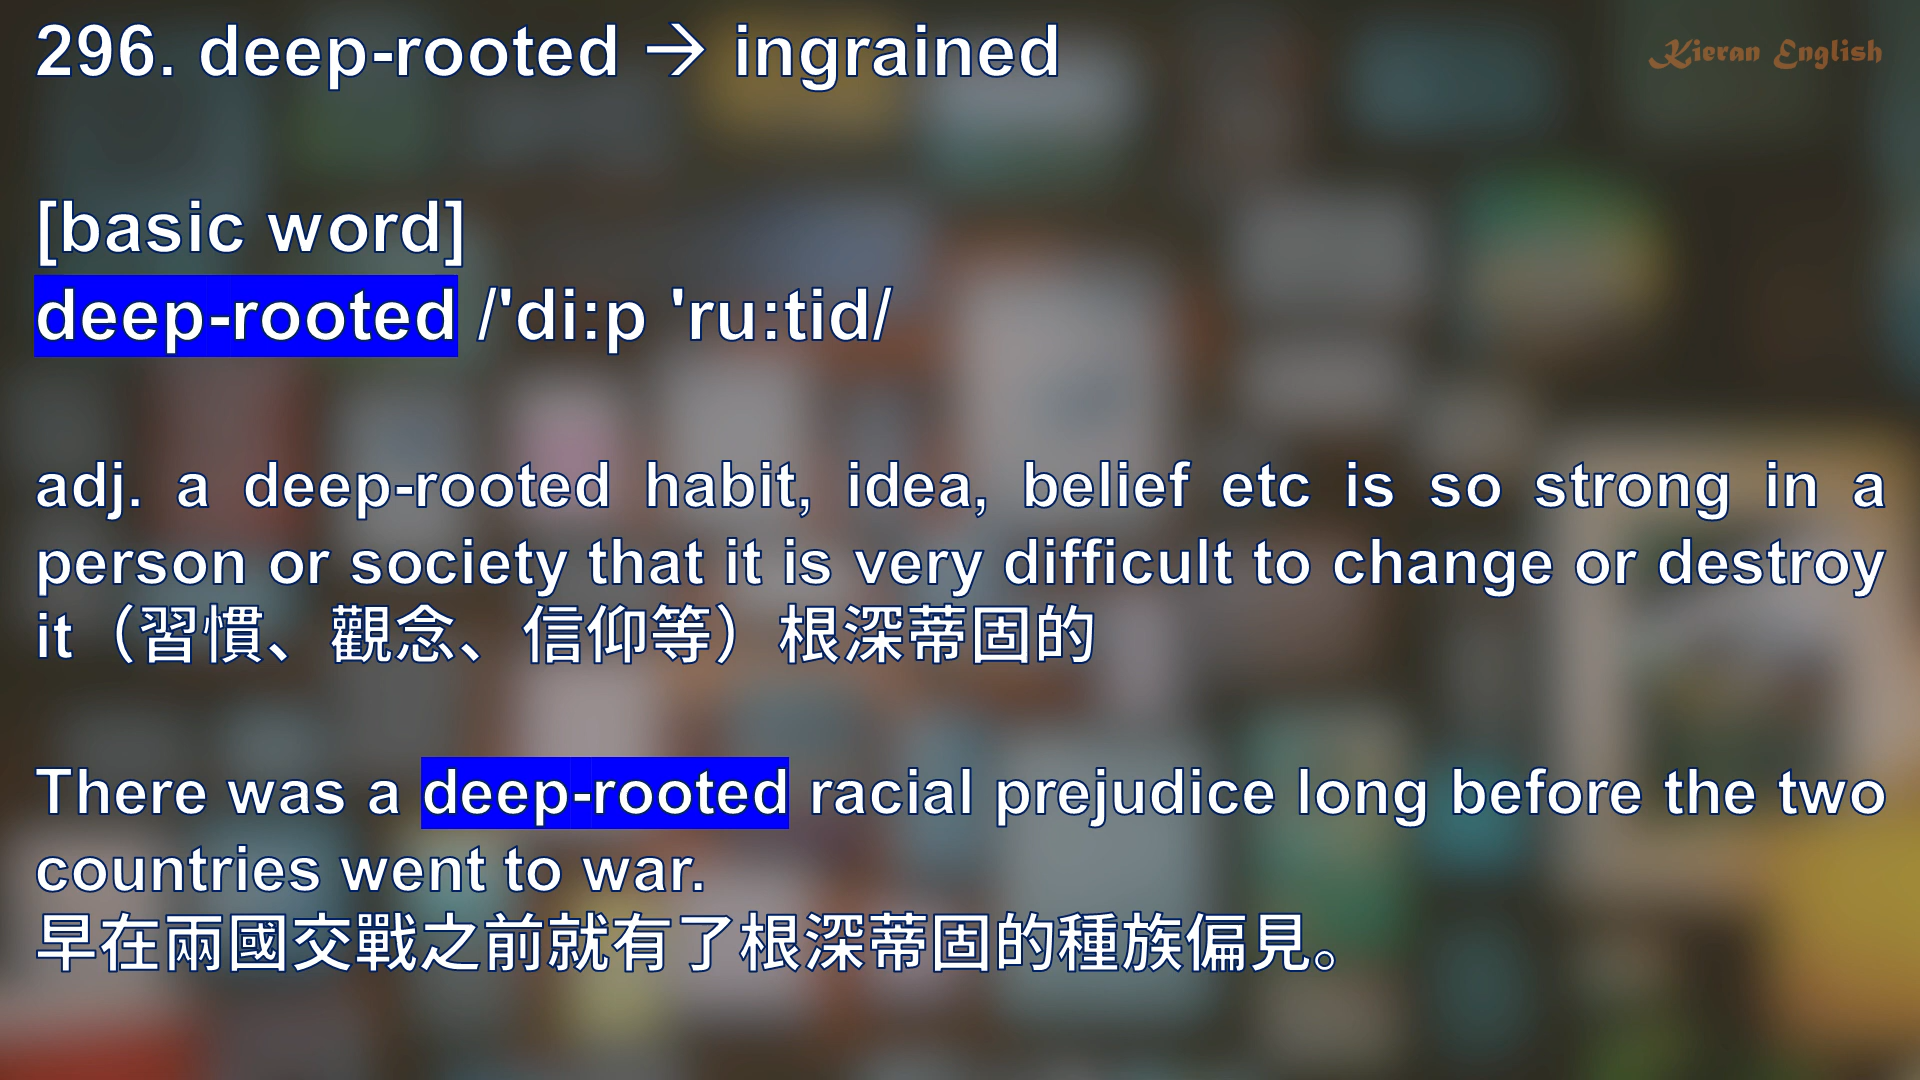 296. deep-rooted → ingrained
Kieran English
[basic word]
deep-rooted /'di:p 'ru:tid/
adj. a deep-rooted habit, idea, belief etc is so strong in a
person or society that it is very difficult to change or destroy
it（習慣、觀念、信仰等）根深蒂固的
There was a deep-rooted racial prejudice long before the two
countries went to war.
早在兩國交戰之前就有了根深蒂固的種族偏見。